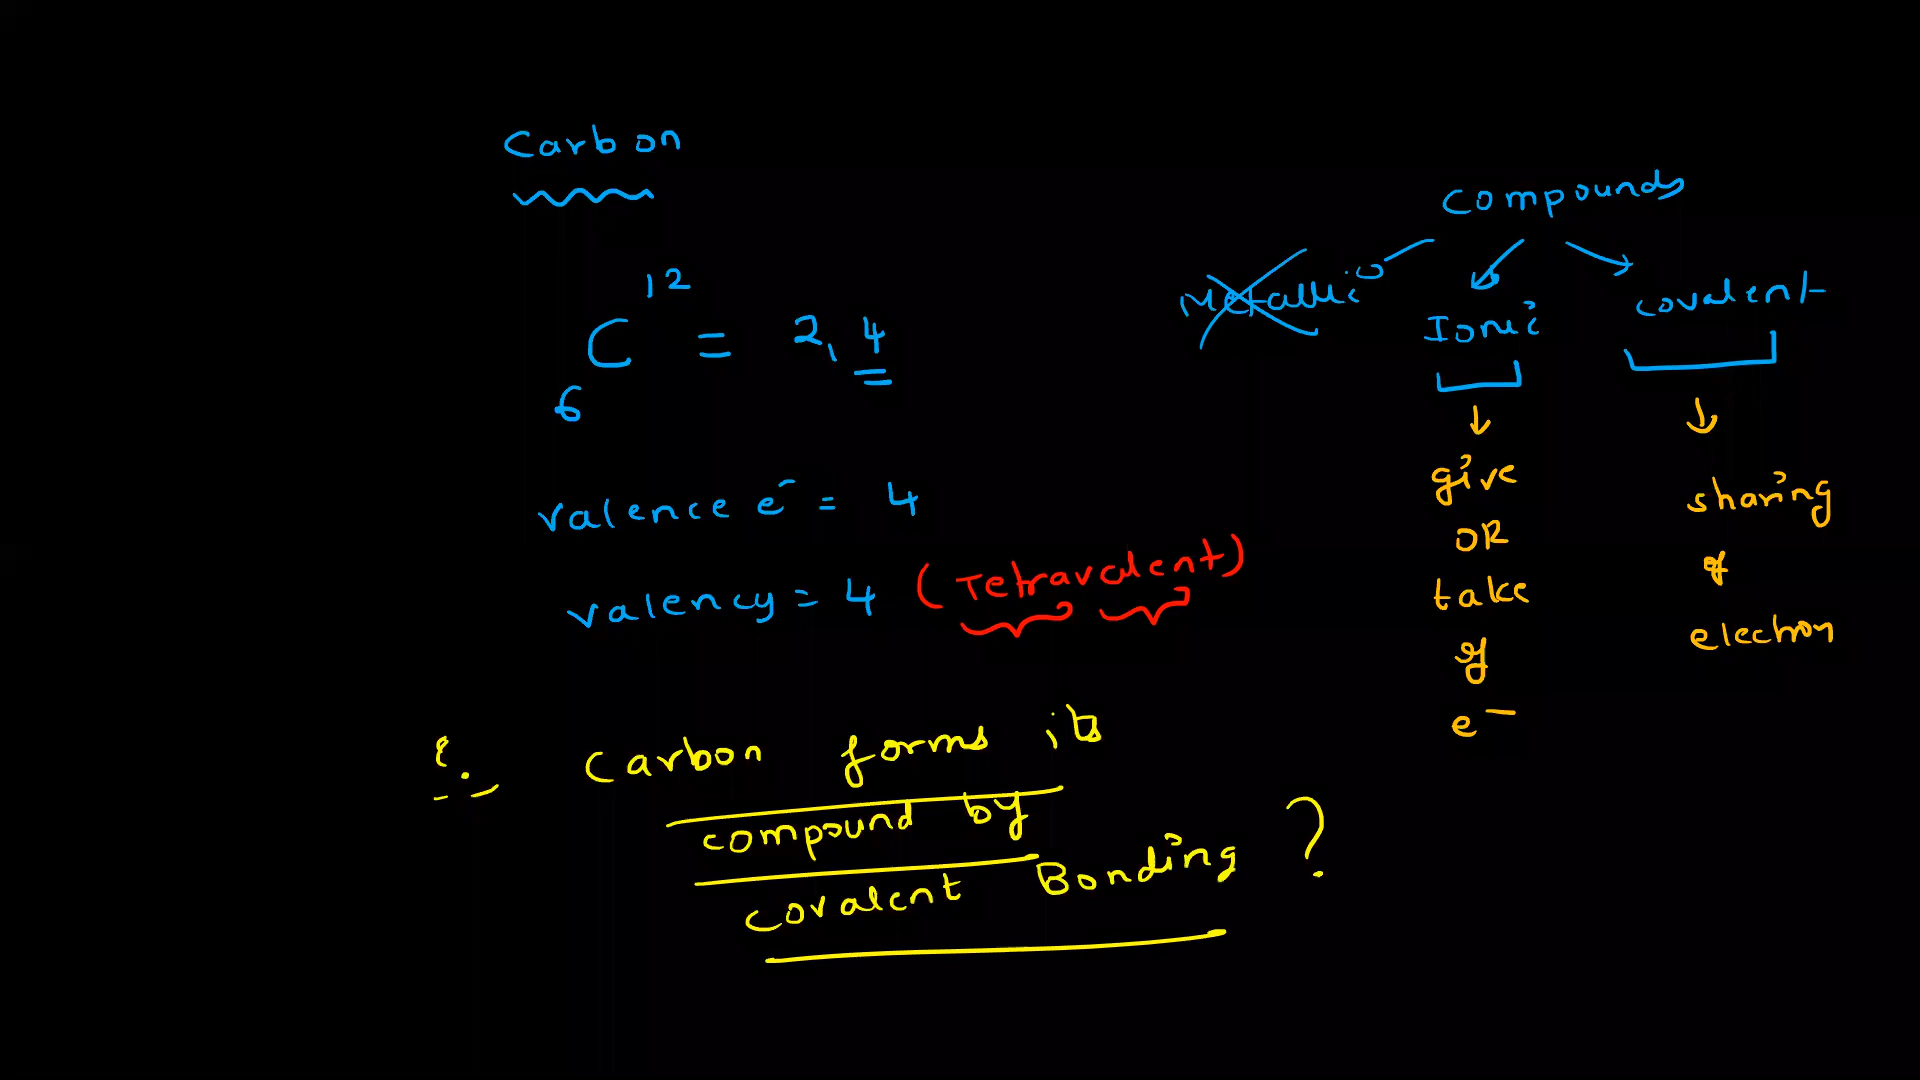 Carbon
12
C = 2, 4
6
valence e⁻ = 4
valency = 4 (Tetravalent)
Carbon forms its
compound by
covalent Bonding ?
Compounds
Metallic
Ionic
covalent
give
OR
take
of
e⁻
sharing
of
electron